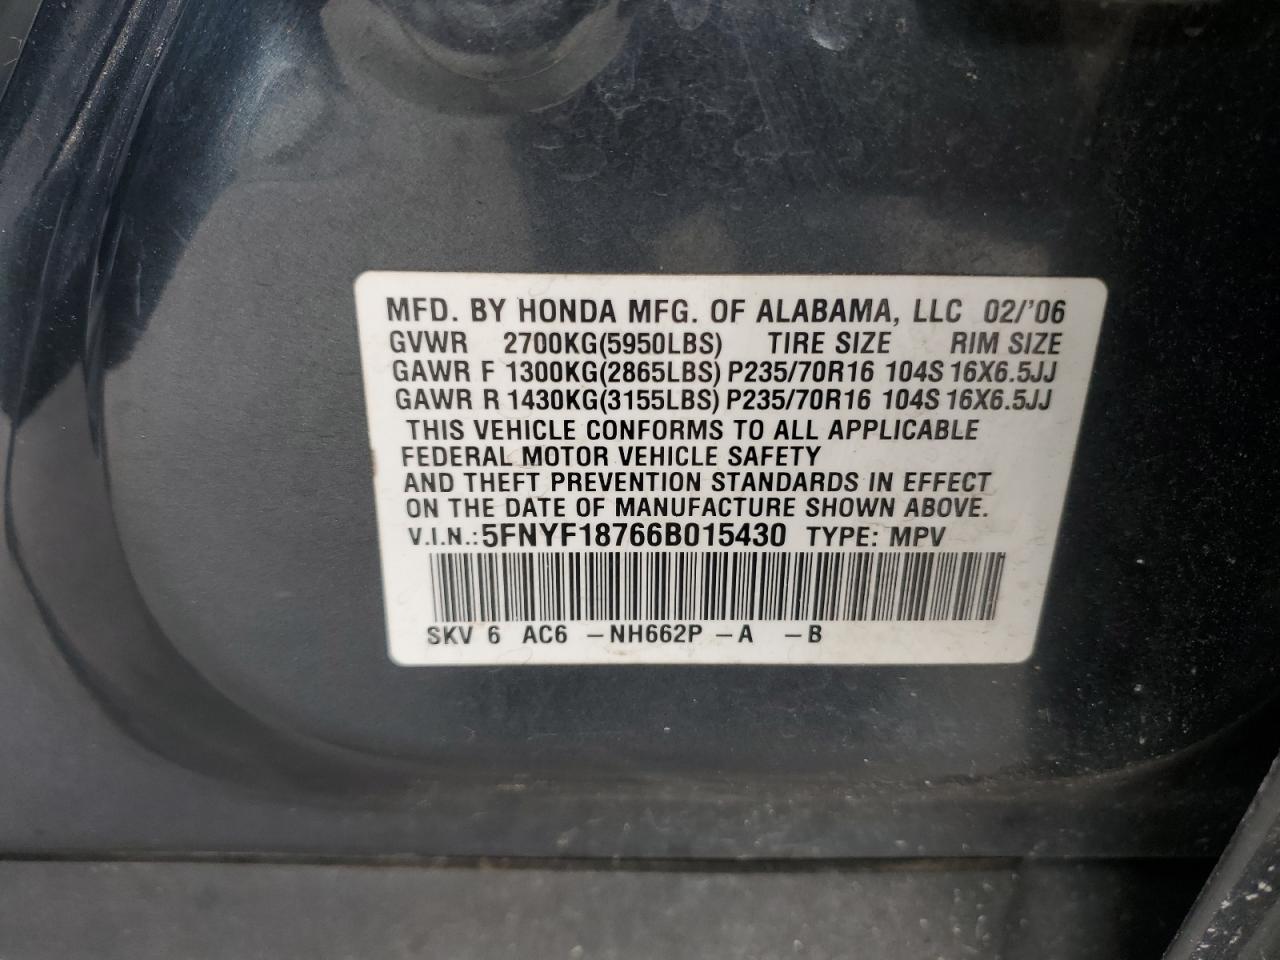 MFD. BY HONDA MFG. OF ALABAMA, LLC 02/'06
GVWR 2700KG(5950LBS) TIRE SIZE RIM SIZE
GAWR F 1300KG(2865LBS) P235/70R16 104S 16X6.5JJ
GAWR R 1430KG(3155LBS) P235/70R16 104S 16X6.5JJ
THIS VEHICLE CONFORMS TO ALL APPLICABLE
FEDERAL MOTOR VEHICLE SAFETY
AND THEFT PREVENTION STANDARDS IN EFFECT
ON THE DATE OF MANUFACTURE SHOWN ABOVE.
V.I.N.: 5FNYF18766B015430 TYPE: MPV
SKV 6 AC6 -NH662P -A -B